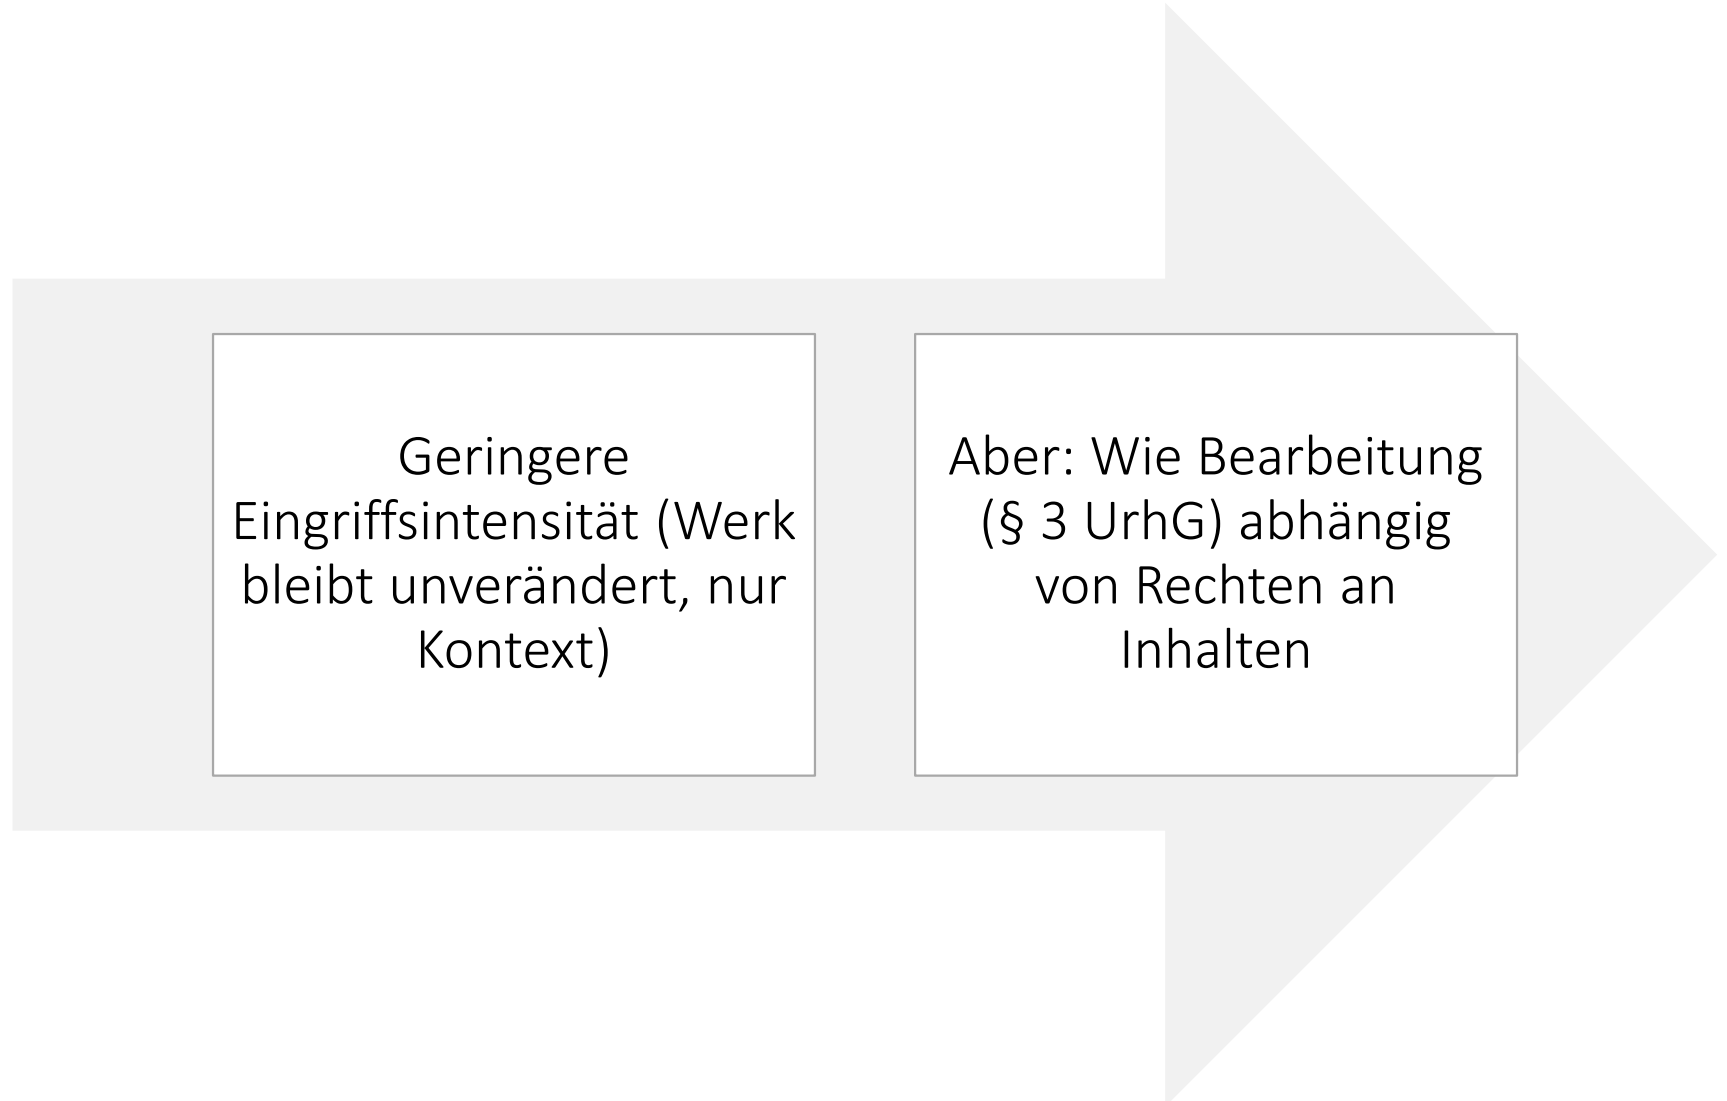 Geringere
Eingriffsintensität (Werk
bleibt unverändert, nur
Kontext)
Aber: Wie Bearbeitung
(§ 3 UrhG) abhängig
von Rechten an
Inhalten